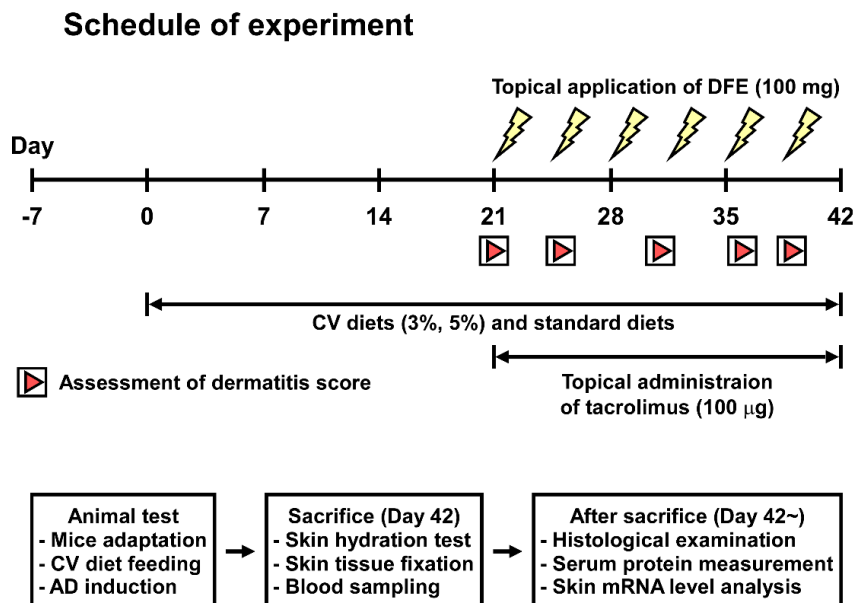 Schedule of experiment
Topical application of DFE (100 mg)
Day
-7 0 7 14 21 28 35 42
CV diets (3%, 5%) and standard diets
Assessment of dermatitis score
Topical administraion
of tacrolimus (100 μg)
Animal test
- Mice adaptation
- CV diet feeding
- AD induction
Sacrifice (Day 42)
- Skin hydration test
- Skin tissue fixation
- Blood sampling
After sacrifice (Day 42~)
- Histological examination
- Serum protein measurement
- Skin mRNA level analysis